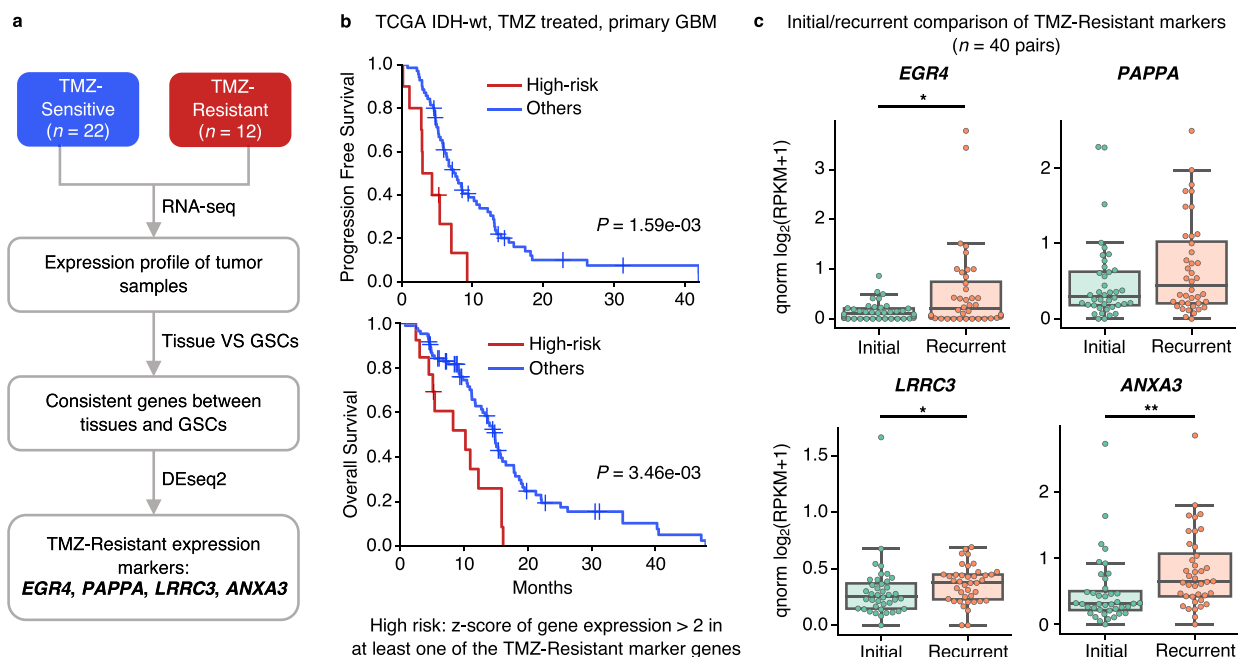 a
TMZ-
Sensitive
(n = 22)
TMZ-
Resistant
(n = 12)
RNA-seq
Expression profile of tumor
samples
Tissue VS GSCs
Consistent genes between
tissues and GSCs
DEseq2
TMZ-Resistant expression
markers:
EGR4, PAPPA, LRRC3, ANXA3
b
TCGA IDH-wt, TMZ treated, primary GBM
Progression Free Survival
1.0
0.8
0.6
0.4
0.2
0.0
High-risk
Others
P = 1.59e-03
0 10 20 30 40
Overall Survival
1.0
0.8
0.6
0.4
0.2
0.0
High-risk
Others
P = 3.46e-03
0 10 20 30 40
Months
High risk: z-score of gene expression > 2 in
at least one of the TMZ-Resistant marker genes
c
Initial/recurrent comparison of TMZ-Resistant markers
(n = 40 pairs)
EGR4
*
qnorm log₂(RPKM+1)
3
2
1
0
Initial Recurrent
PAPPA
2
1
0
Initial Recurrent
LRRC3
*
qnorm log₂(RPKM+1)
1.5
1.0
0.5
0.0
Initial Recurrent
ANXA3
**
2
1
0
Initial Recurrent